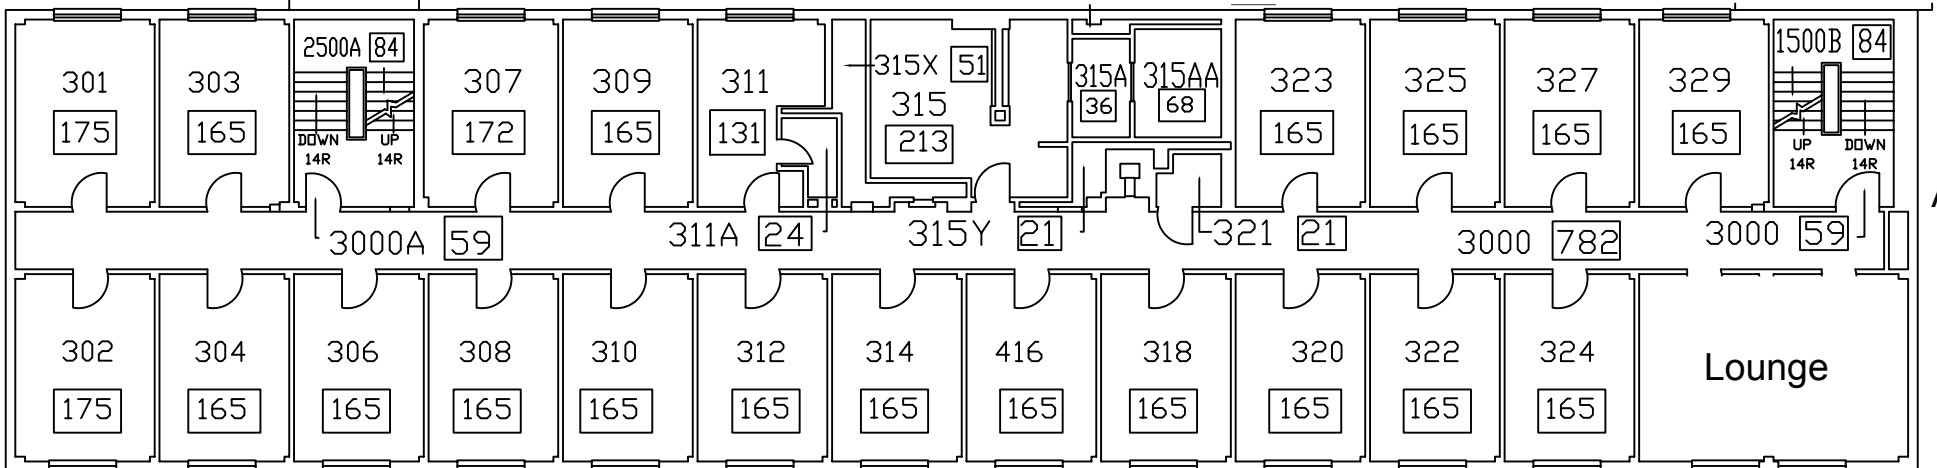 301
175
303
165
2500A 84
DOWN
14R
UP
14R
307
172
309
165
311
131
315X 51
315
213
315A
36
315AA
68
323
165
325
165
327
165
329
165
1500B 84
UP
14R
DOWN
14R
3000A 59
311A 24
315Y 21
321 21
3000 782
3000 59
302
175
304
165
306
165
308
165
310
165
312
165
314
165
416
165
318
165
320
165
322
165
324
165
Lounge